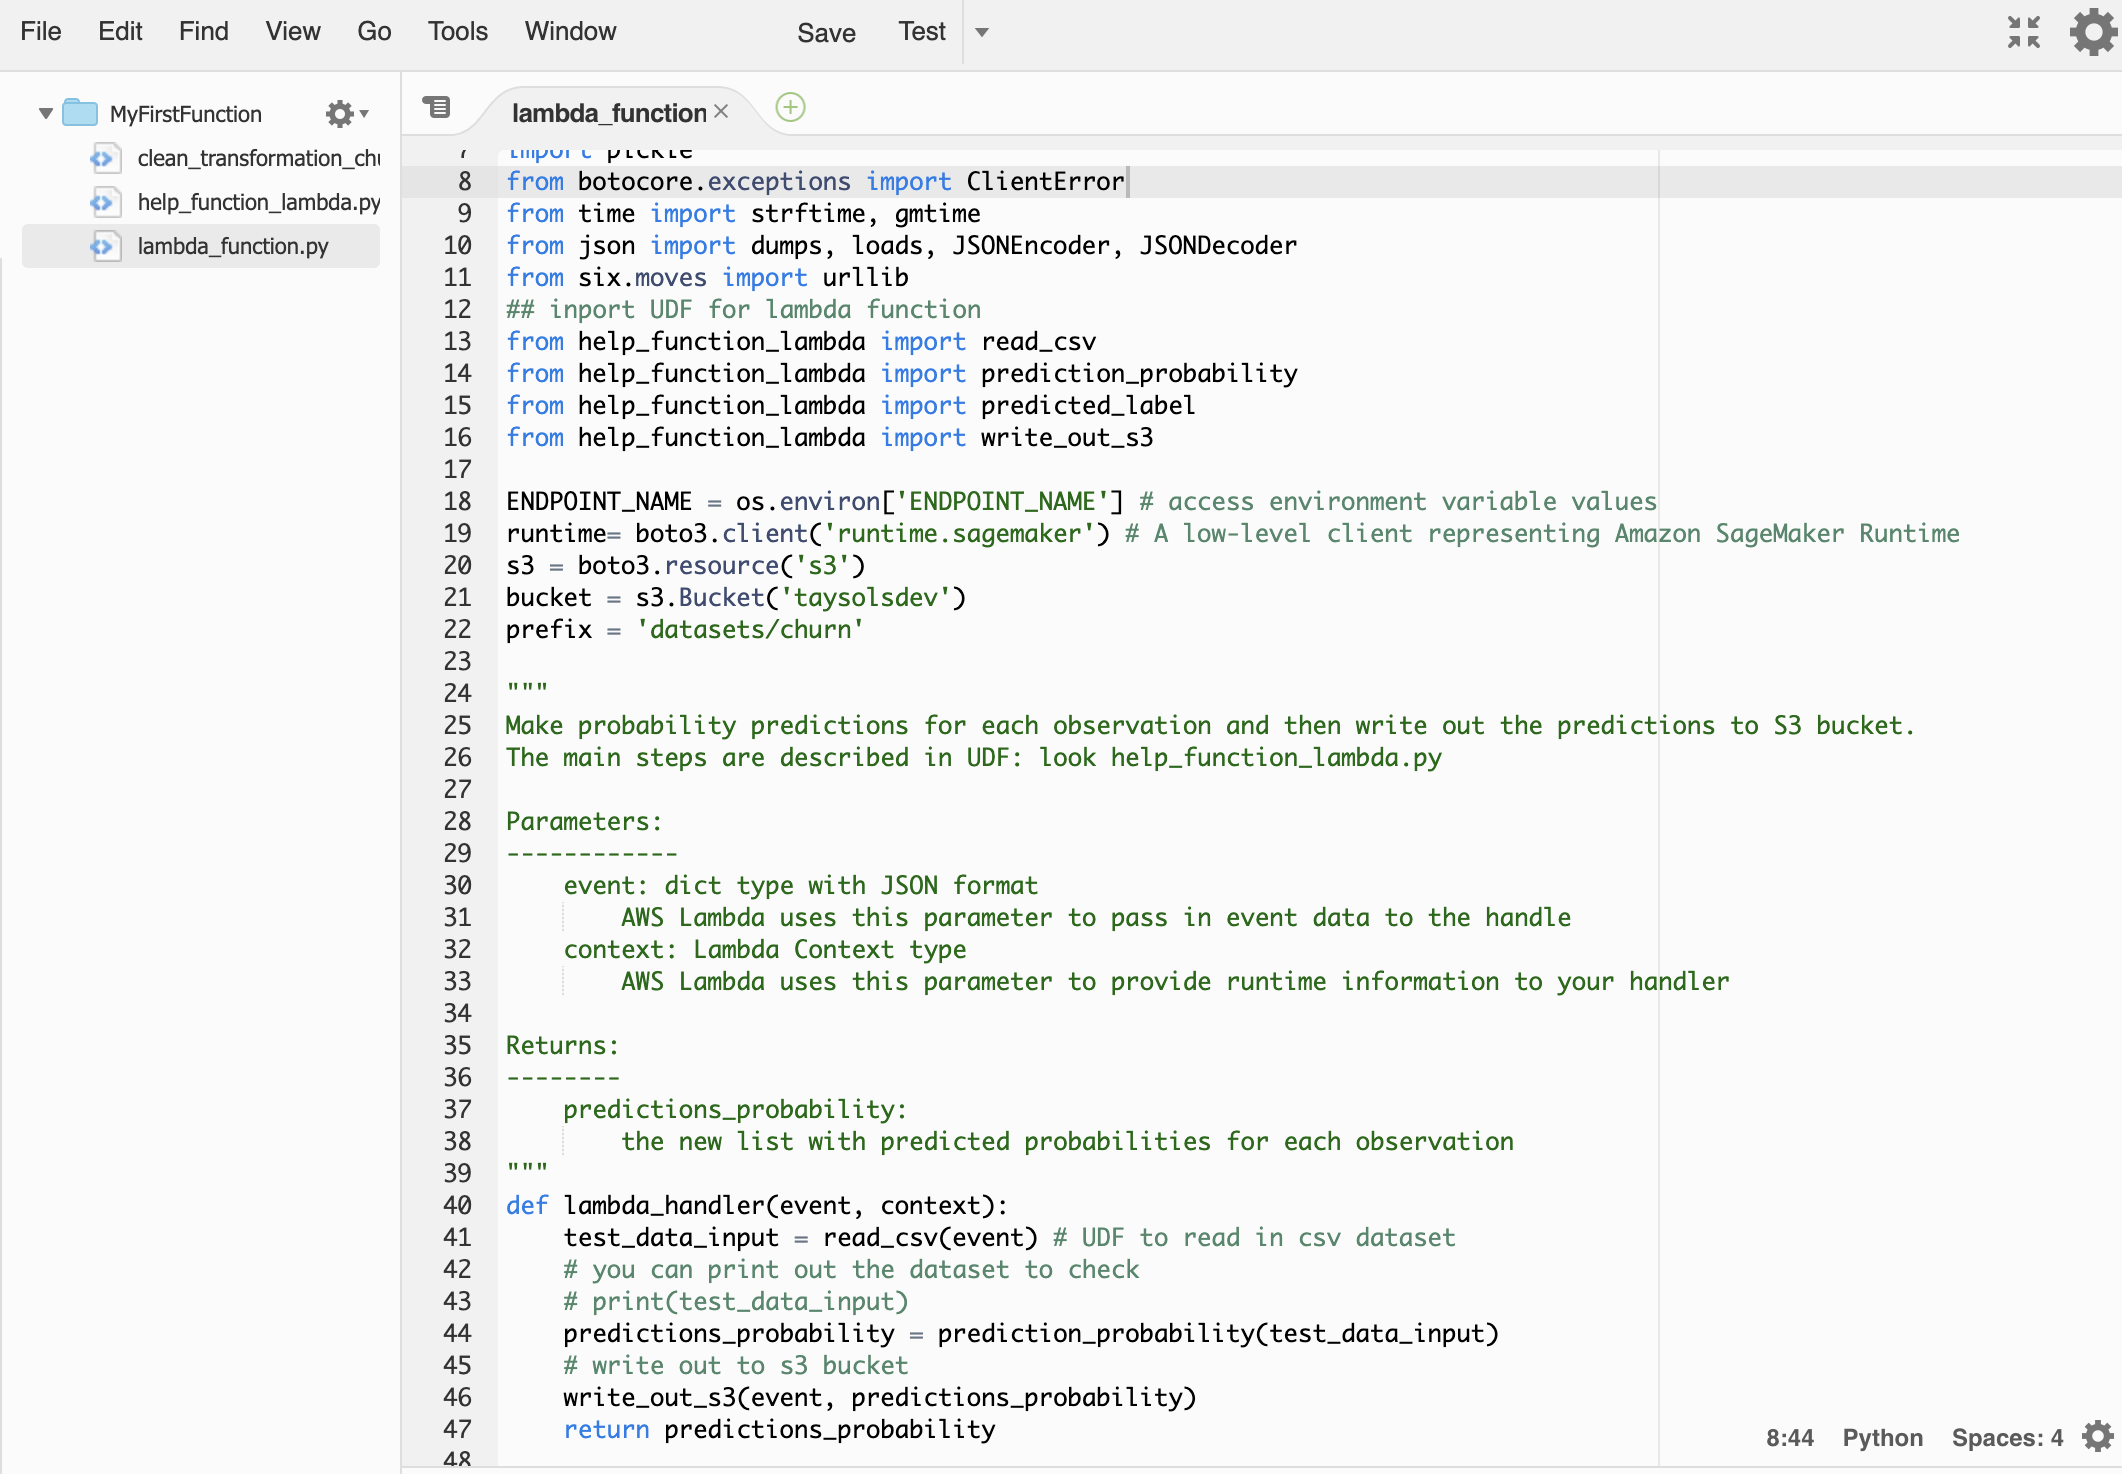 File Edit Find View Go Tools Window Save Test
MyFirstFunction
clean_transformation_chu
help_function_lambda.py
lambda_function.py
lambda_function ×
7 import pickle
8 from botocore.exceptions import ClientError
9 from time import strftime, gmtime
10 from json import dumps, loads, JSONEncoder, JSONDecoder
11 from six.moves import urllib
12 ## inport UDF for lambda function
13 from help_function_lambda import read_csv
14 from help_function_lambda import prediction_probability
15 from help_function_lambda import predicted_label
16 from help_function_lambda import write_out_s3
17
18 ENDPOINT_NAME = os.environ['ENDPOINT_NAME'] # access environment variable values
19 runtime= boto3.client('runtime.sagemaker') # A low-level client representing Amazon SageMaker Runtime
20 s3 = boto3.resource('s3')
21 bucket = s3.Bucket('taysolsdev')
22 prefix = 'datasets/churn'
23
24 """
25 Make probability predictions for each observation and then write out the predictions to S3 bucket.
26 The main steps are described in UDF: look help_function_lambda.py
27
28 Parameters:
29 ------------
30     event: dict type with JSON format
31         AWS Lambda uses this parameter to pass in event data to the handle
32     context: Lambda Context type
33         AWS Lambda uses this parameter to provide runtime information to your handler
34
35 Returns:
36 --------
37     predictions_probability:
38         the new list with predicted probabilities for each observation
39 """
40 def lambda_handler(event, context):
41     test_data_input = read_csv(event) # UDF to read in csv dataset
42     # you can print out the dataset to check
43     # print(test_data_input)
44     predictions_probability = prediction_probability(test_data_input)
45     # write out to s3 bucket
46     write_out_s3(event, predictions_probability)
47     return predictions_probability
48
8:44 Python Spaces: 4